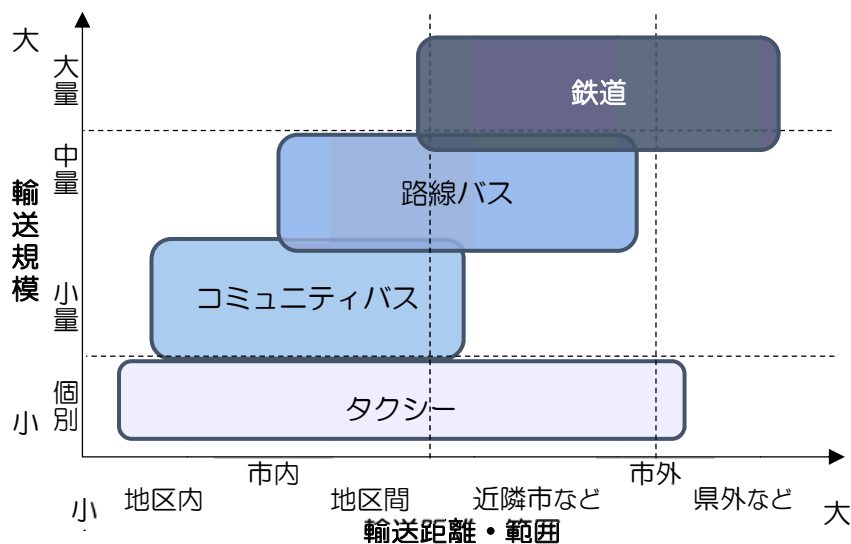 大
大量
中量
小量
個別
小
輸送規模
鉄道
路線バス
コミュニティバス
タクシー
市内
市外
小
地区内
地区間
近隣市など
県外など
大
輸送距離・範囲